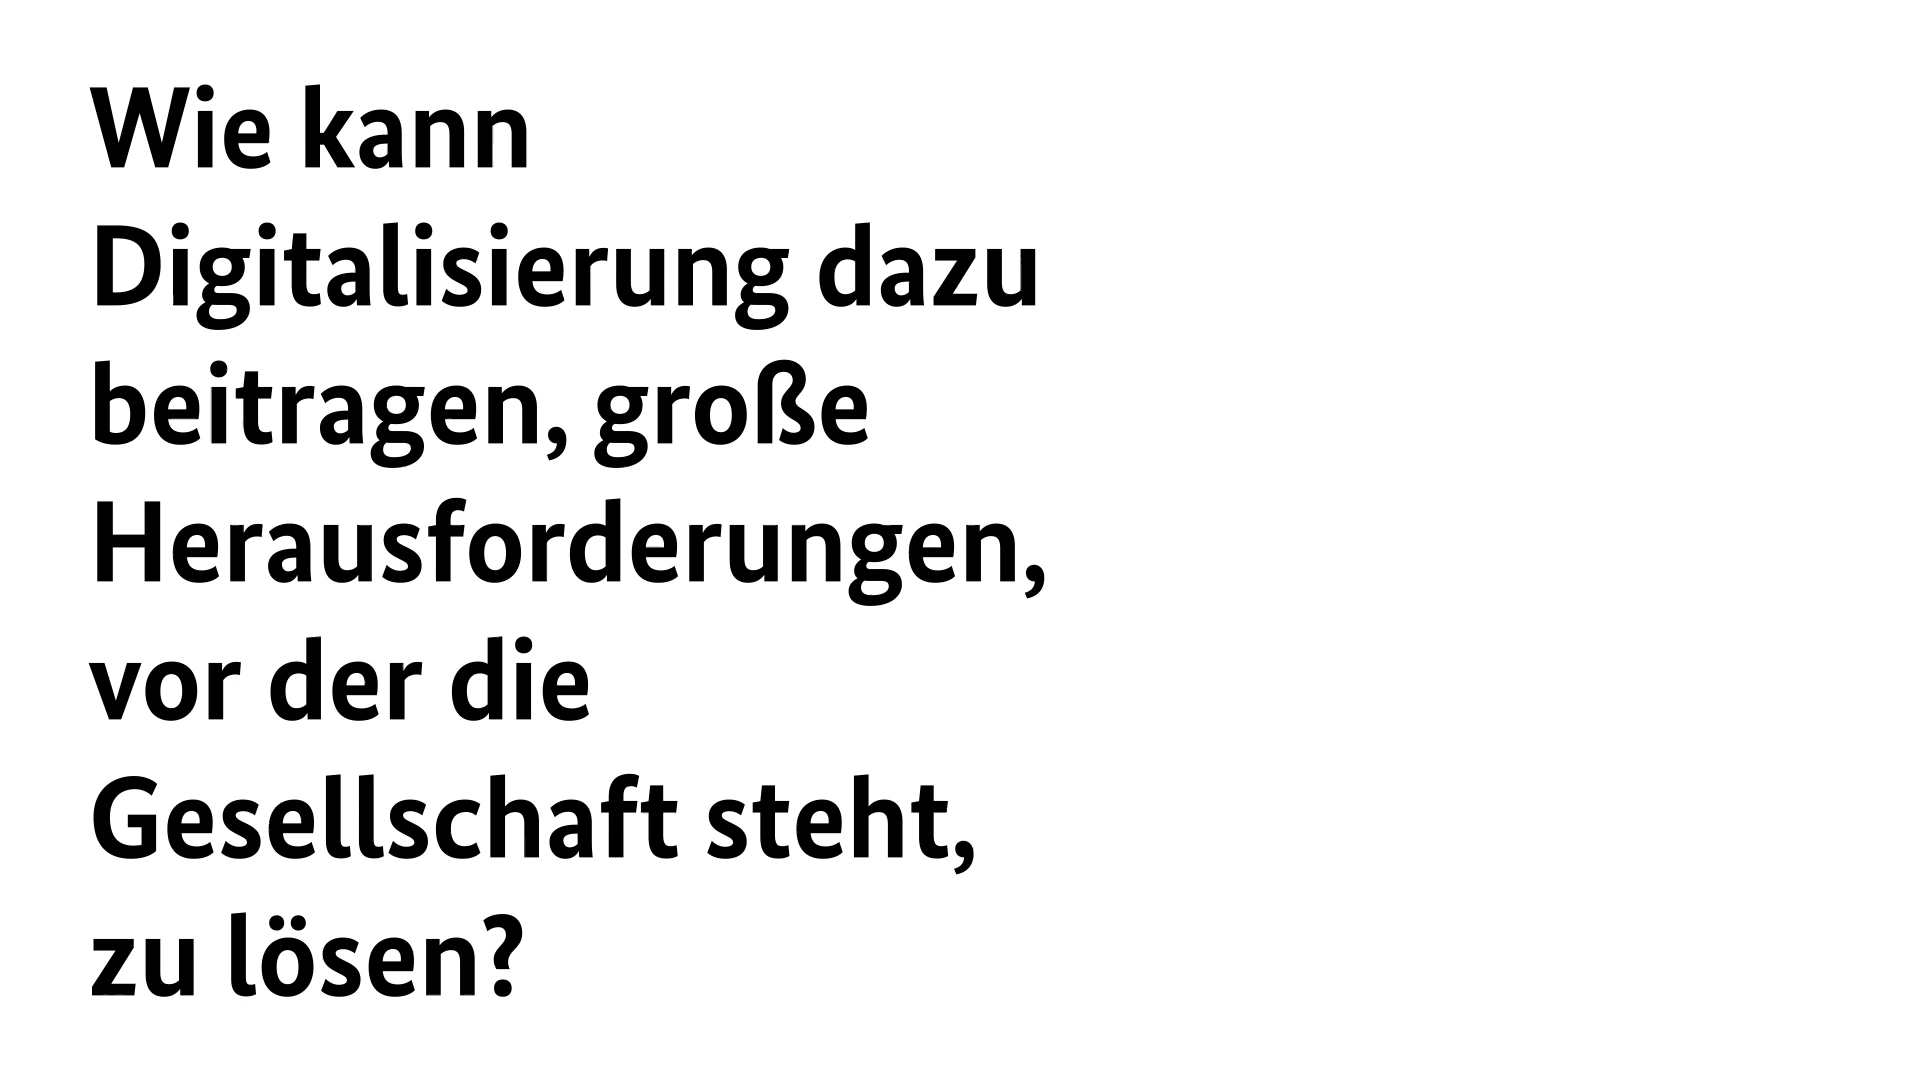 Wie kann
Digitalisierung dazu
beitragen, große
Herausforderungen,
vor der die
Gesellschaft steht,
zu lösen?